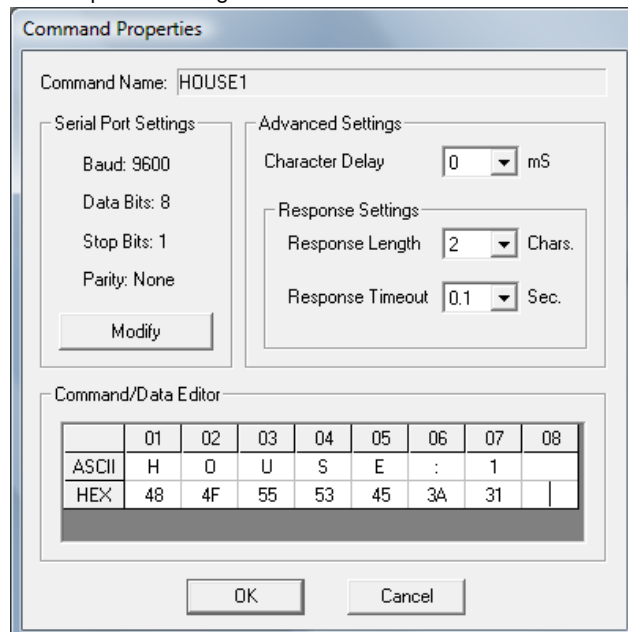 Command Properties
Command Name: HOUSE1
Serial Port Settings
Baud: 9600
Data Bits: 8
Stop Bits: 1
Parity: None
Modify
Advanced Settings
Character Delay 0 mS
Response Settings
Response Length 2 Chars.
Response Timeout 0.1 Sec.
Command/Data Editor
01 02 03 04 05 06 07 08
ASCII H O U S E : 1
HEX 48 4F 55 53 45 3A 31
OK Cancel